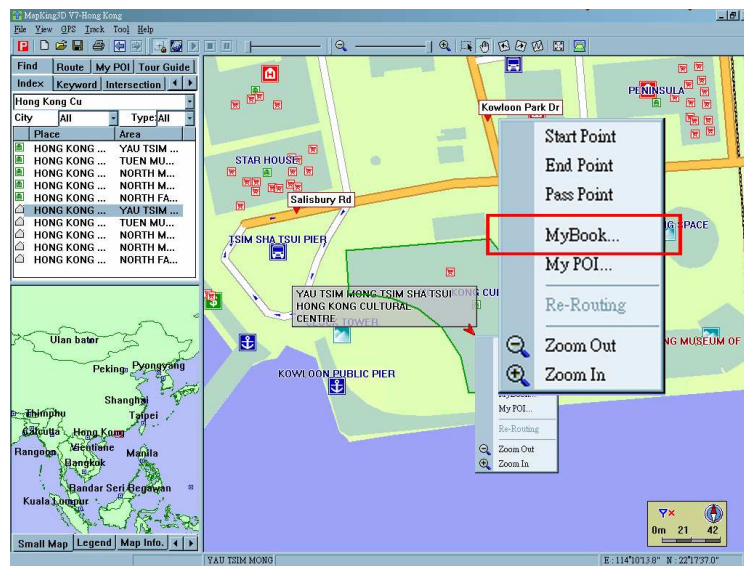 MapKing3D V7-Hong Kong
File View GPS Track Tool Help
Find Route My POI Tour Guide
Index Keyword Intersection
Hong Kong Cu
City All Type: All
Place Area
HONG KONG ... YAU TSIM ...
HONG KONG ... TUEN MU...
HONG KONG ... NORTH M...
HONG KONG ... NORTH M...
HONG KONG ... NORTH FA...
HONG KONG ... YAU TSIM ...
HONG KONG ... TUEN MU...
HONG KONG ... NORTH M...
HONG KONG ... NORTH M...
HONG KONG ... NORTH FA...
Ulan bator
Peking
Pyongyang
Shanghai
Thimphu
Taipei
Calcutta
Hong Kong
Rangoon
Vientiane
Manila
Bangkok
Bandar Seri Begawan
Kuala Lumpur
Small Map Legend Map Info.
PENINSULA
Kowloon Park Dr
STAR HOUSE
Salisbury Rd
TSIM SHA TSUI PIER
SPACE
YAU TSIM MONG TSIM SHA TSUI
HONG KONG CULTURAL
CENTRE
KONG CU
TOWER
KOWLOON PUBLIC PIER
MUSEUM OF
Start Point
End Point
Pass Point
MyBook...
My POI...
Re-Routing
Zoom Out
Zoom In
MyBook...
My POI...
Re-Routing
Zoom Out
Zoom In
0m 21 42
YAU TSIM MONG
E : 114°10'13.8" N : 22°17'37.0"